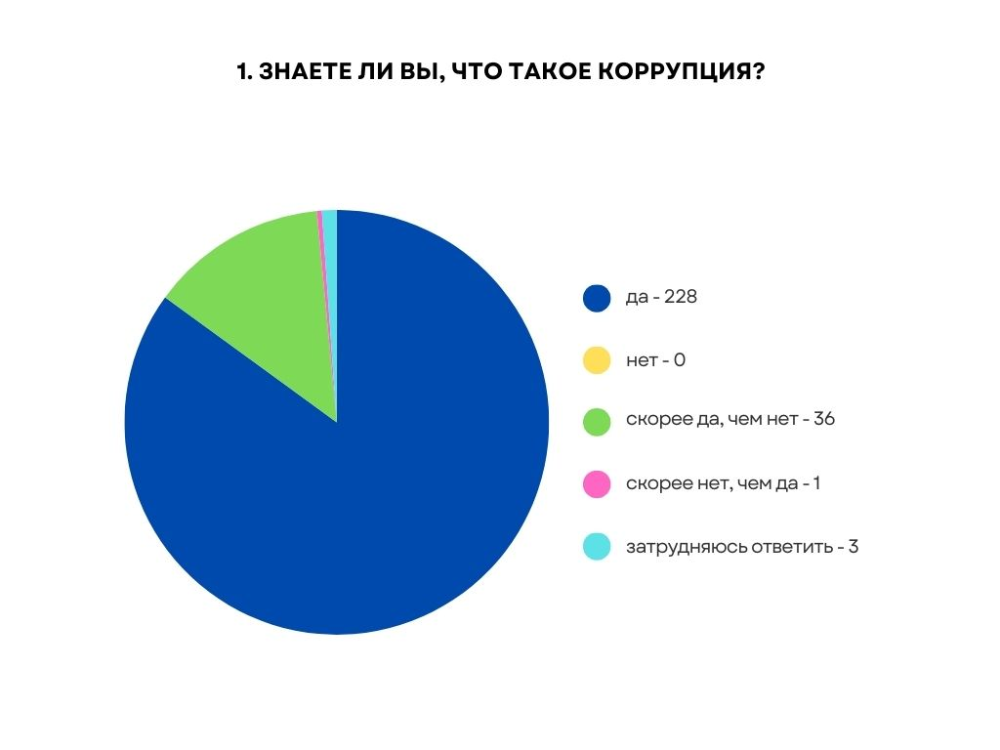 1. ЗНАЕТЕ ЛИ ВЫ, ЧТО ТАКОЕ КОРРУПЦИЯ?
да - 228
нет - 0
скорее да, чем нет - 36
скорее нет, чем да - 1
затрудняюсь ответить - 3